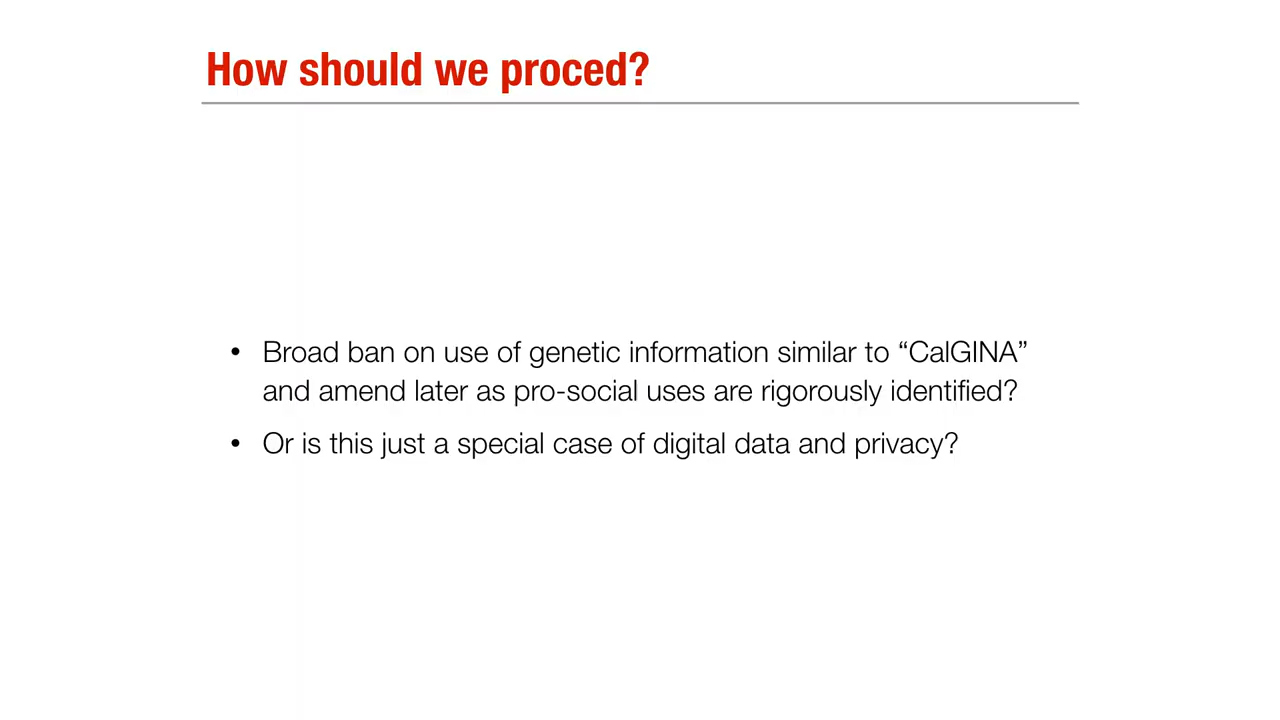 How should we proced?
• Broad ban on use of genetic information similar to “CalGINA”
and amend later as pro-social uses are rigorously identified?
• Or is this just a special case of digital data and privacy?